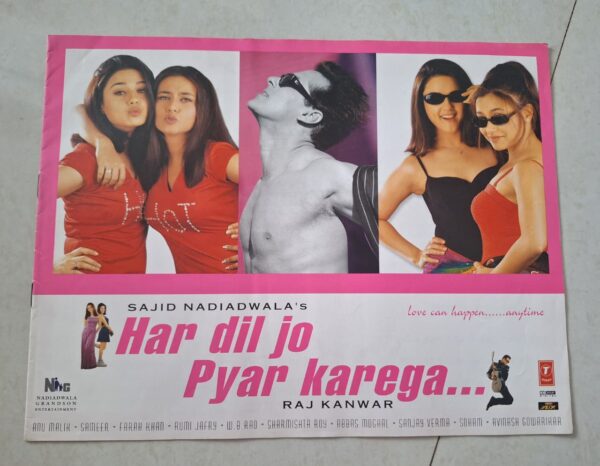 HOT
SAJID NADIADWALA's
love can happen......anytime
Har dil jo
Pyar karega...
RAJ KANWAR
NADIADWALA
GRANDSON
ENTERTAINMENT
T
ANU MALIK • SAMEER • FARAH KHAN • RUMI JAFRY • W.B RAO • SHARMISHTA ROY • ABBAS MOGHAL • SANJAY VERMA • SOHAM • AVINASH GOWARIKAR